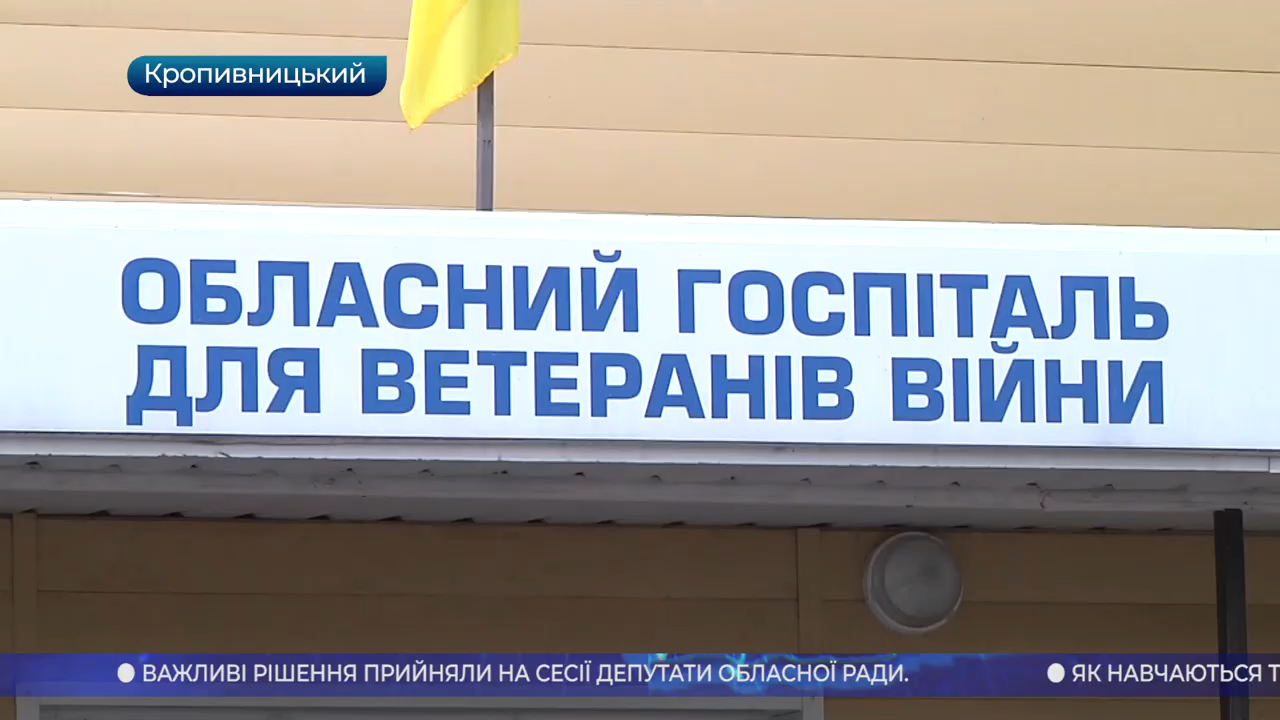 Кропивницький
ОБЛАСНИЙ ГОСПІТАЛЬ
ДЛЯ ВЕТЕРАНІВ ВІЙНИ
● ВАЖЛИВІ РІШЕННЯ ПРИЙНЯЛИ НА СЕСІЇ ДЕПУТАТИ ОБЛАСНОЇ РАДИ. ● ЯК НАВЧАЮТЬСЯ